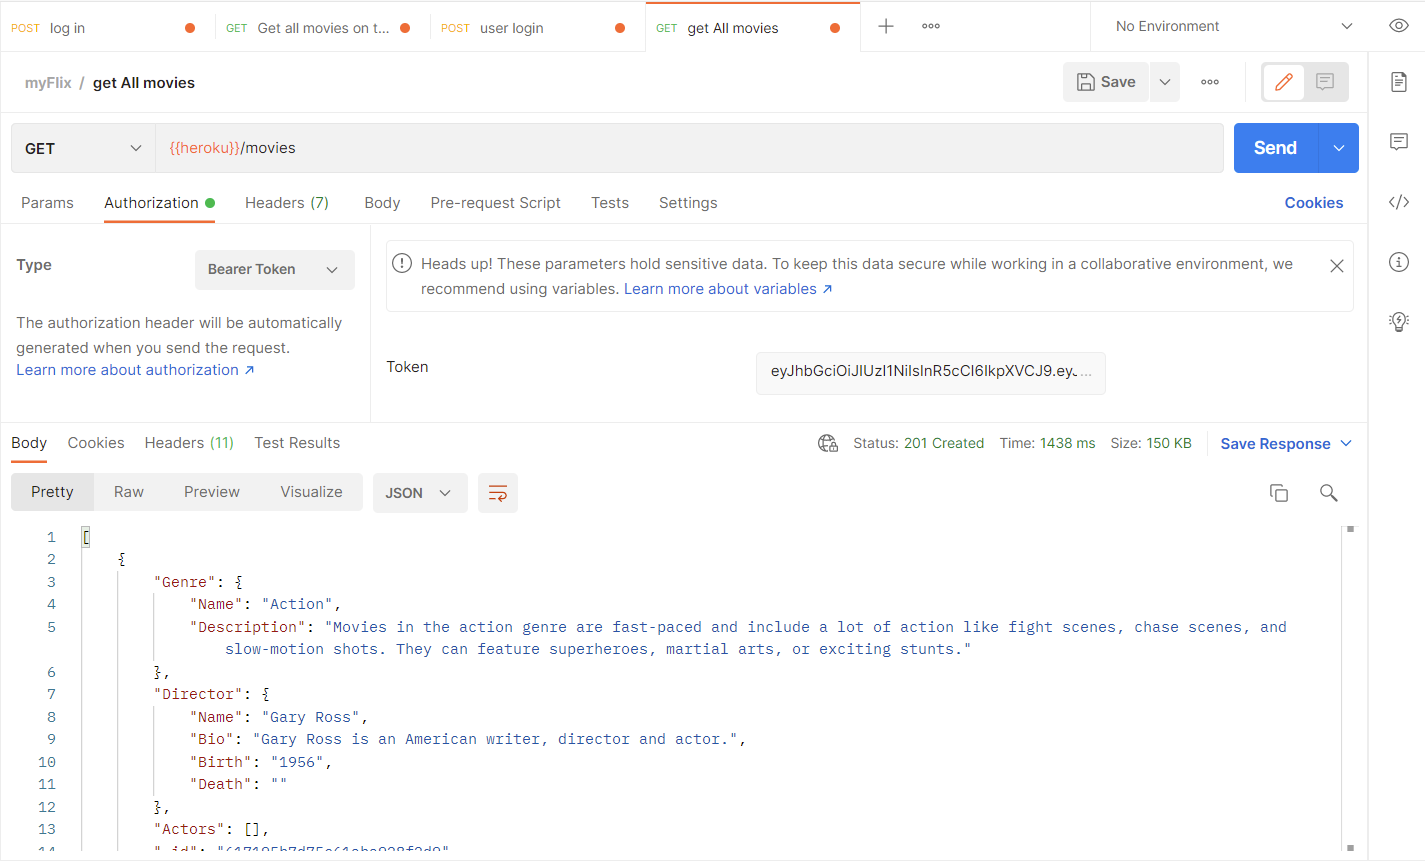 POST log in GET Get all movies on t... POST user login GET get All movies No Environment
myFlix / get All movies Save
GET {{heroku}}/movies Send
Params Authorization Headers (7) Body Pre-request Script Tests Settings Cookies
Type Bearer Token
The authorization header will be automatically
generated when you send the request.
Learn more about authorization ↗
Heads up! These parameters hold sensitive data. To keep this data secure while working in a collaborative environment, we
recommend using variables. Learn more about variables ↗
Token eyJhbGciOiJIUzI1NiIsInR5cCI6IkpXVCJ9.eyJ...
Body Cookies Headers (11) Test Results Status: 201 Created Time: 1438 ms Size: 150 KB Save Response
Pretty Raw Preview Visualize JSON
1 [
2 {
3 "Genre": {
4 "Name": "Action",
5 "Description": "Movies in the action genre are fast-paced and include a lot of action like fight scenes, chase scenes, and
slow-motion shots. They can feature superheroes, martial arts, or exciting stunts."
6 },
7 "Director": {
8 "Name": "Gary Ross",
9 "Bio": "Gary Ross is an American writer, director and actor.",
10 "Birth": "1956",
11 "Death": ""
12 },
13 "Actors": [],
14